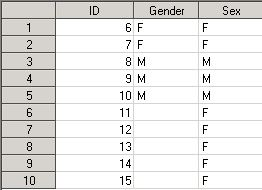 ID Gender Sex
1 6 F F
2 7 F F
3 8 M M
4 9 M M
5 10 M M
6 11 F
7 12 F
8 13 F
9 14 F
10 15 F